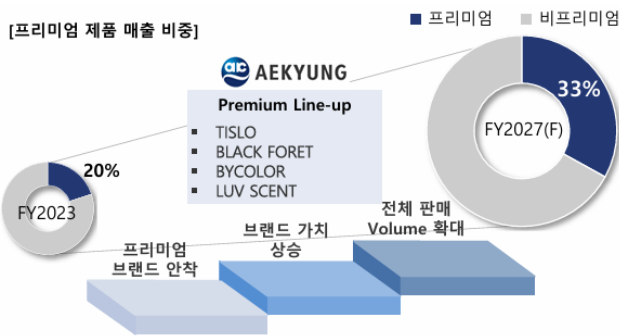 [프리미엄 제품 매출 비중]
프리미엄
비프리미엄
AEKYUNG
Premium Line-up
TISLO
BLACK FORET
BYCOLOR
LUV SCENT
33%
FY2027(F)
20%
FY2023
프리미엄
브랜드 안착
브랜드 가치
상승
전체 판매
Volume 확대